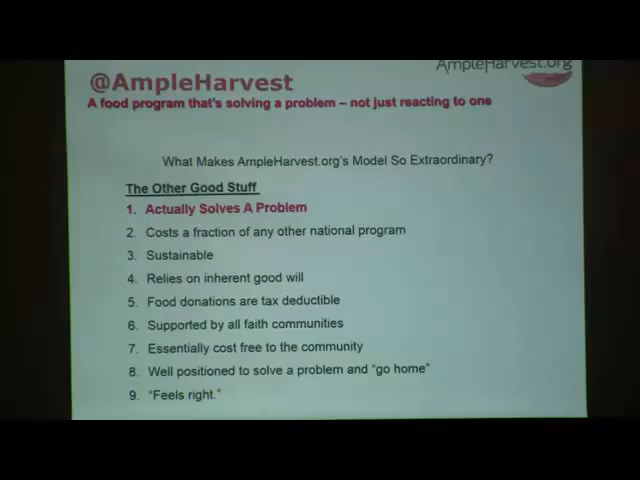 AmpleHarvest.org
@AmpleHarvest
A food program that's solving a problem – not just reacting to one
What Makes AmpleHarvest.org's Model So Extraordinary?
The Other Good Stuff
1. Actually Solves A Problem
2. Costs a fraction of any other national program
3. Sustainable
4. Relies on inherent good will
5. Food donations are tax deductible
6. Supported by all faith communities
7. Essentially cost free to the community
8. Well positioned to solve a problem and “go home”
9. “Feels right.“